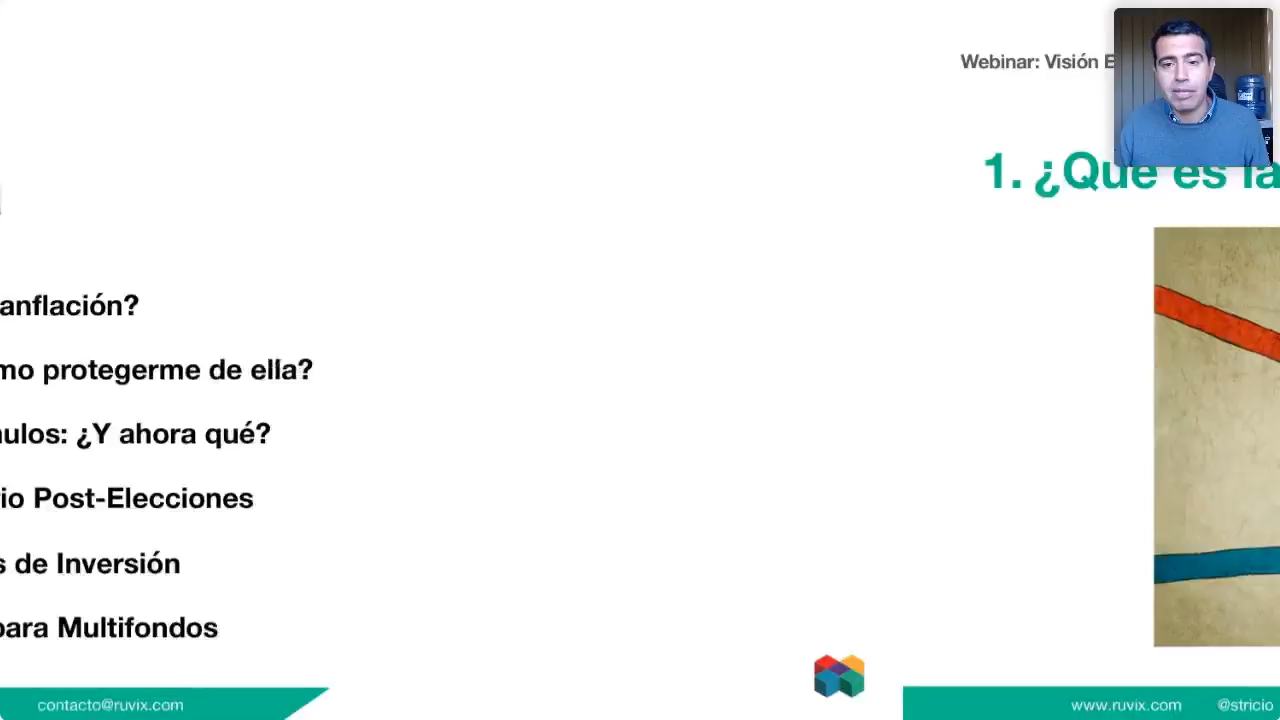 anflación?
mo protegerme de ella?
ulos: ¿Y ahora qué?
io Post-Elecciones
s de Inversión
para Multifondos
contacto@ruvix.com
Webinar: Visión E
1. ¿Qué es la
www.ruvix.com
@stricio